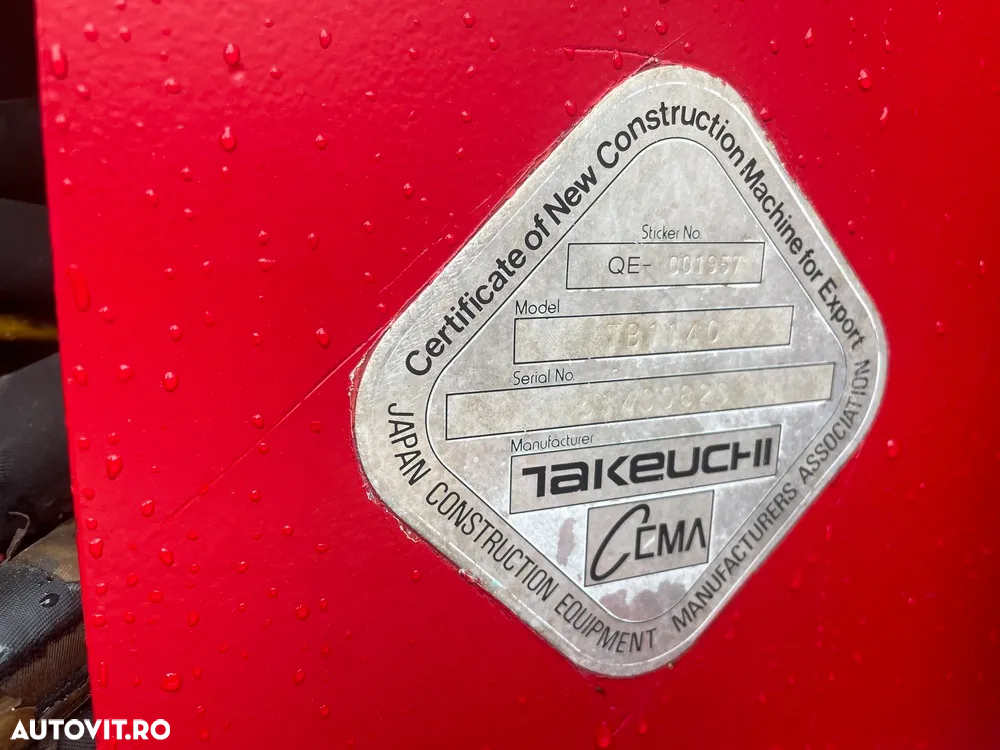 Certificate of New Construction Machine for Export
Sticker No.
QE- 001957
Model
TB1140
Serial No.
Manufacturer
TAKEUCHI
CEMA
JAPAN CONSTRUCTION EQUIPMENT MANUFACTURERS ASSOCIATION
AUTOVIT.RO